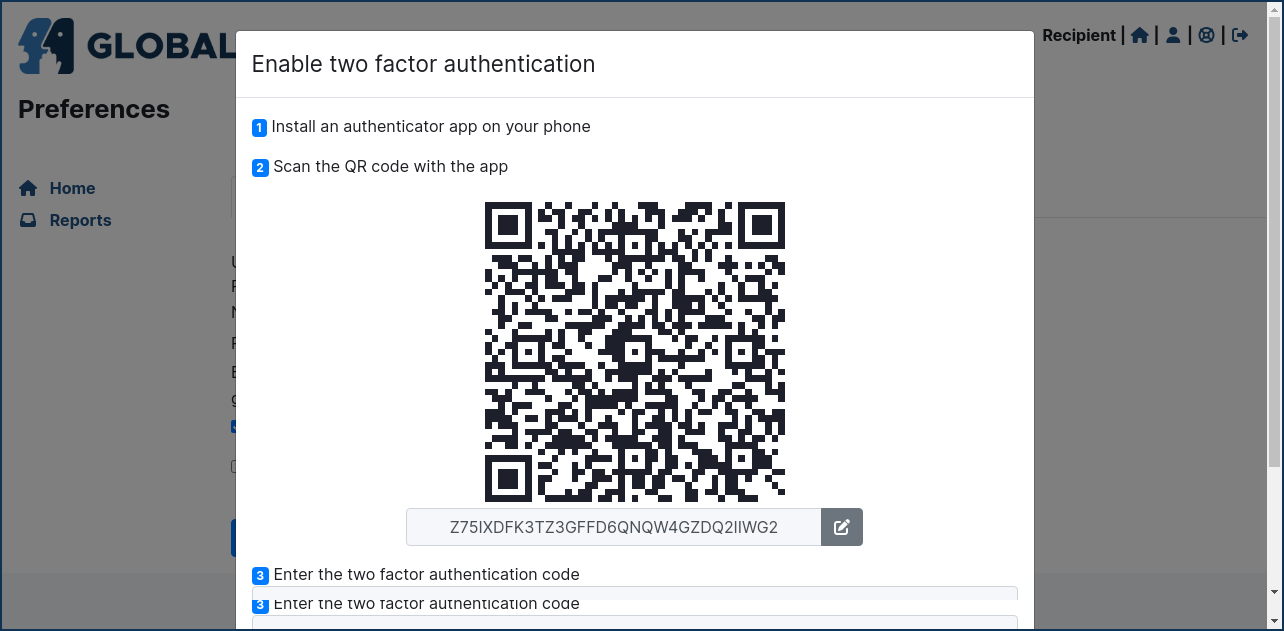 GLOBAL
Recipient | | | |
Enable two factor authentication
Preferences
1 Install an authenticator app on your phone
2 Scan the QR code with the app
Home
Reports
Z75IXDFK3TZ3GFFD6QNQW4GZDQ2IIWG2
3 Enter the two factor authentication code
3 Enter the two factor authentication code